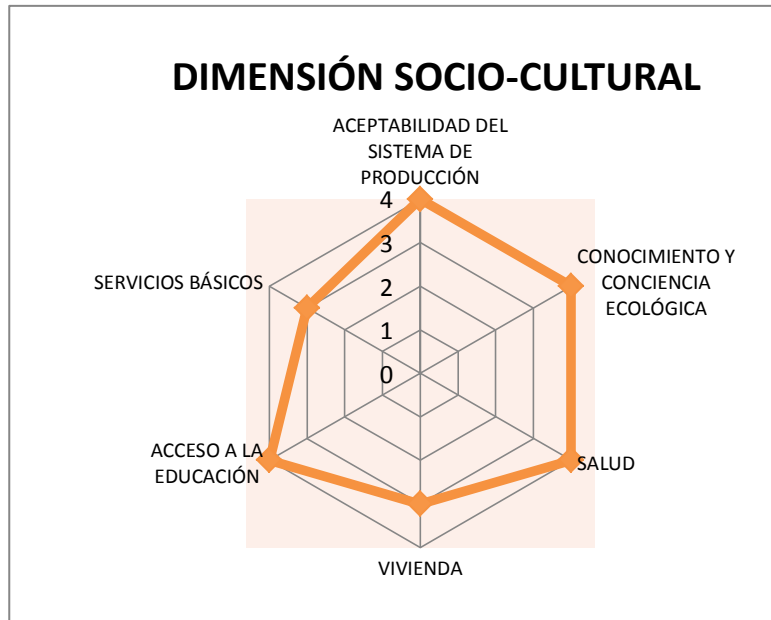 DIMENSIÓN SOCIO-CULTURAL
ACEPTABILIDAD DEL
SISTEMA DE
PRODUCCIÓN
4
3
2
1
0
CONOCIMIENTO Y
CONCIENCIA
ECOLÓGICA
SALUD
VIVIENDA
ACCESO A LA
EDUCACIÓN
SERVICIOS BÁSICOS